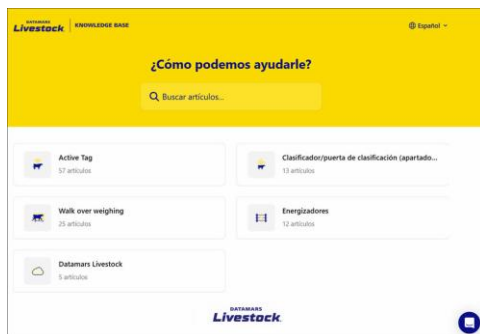 DATAMARS
Livestock
KNOWLEDGE BASE
Español
¿Cómo podemos ayudarle?
Buscar artículos...
Active Tag
57 artículos
Clasificador/puerta de clasificación (apartado...
13 artículos
Walk over weighing
25 artículos
Energizadores
12 artículos
Datamars Livestock
5 artículos
DATAMARS
Livestock